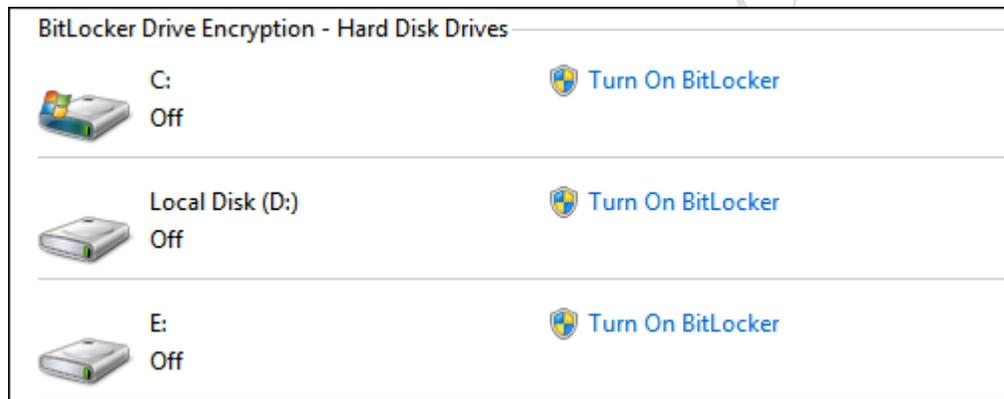 BitLocker Drive Encryption - Hard Disk Drives
C: Turn On BitLocker
Off
Local Disk (D:) Turn On BitLocker
Off
E: Turn On BitLocker
Off